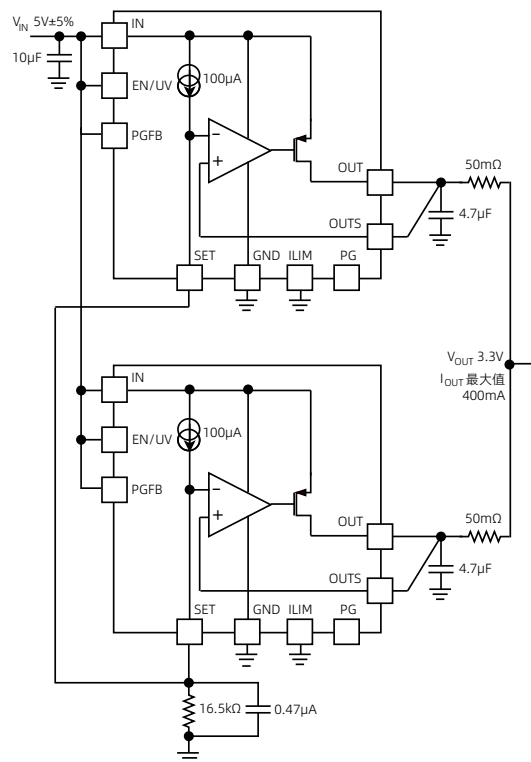 VIN 5V±5%
IN
10µF
EN/UV
100µA
PGFB
−
+
OUT
50mΩ
OUTS
4.7µF
SET
GND
ILIM
PG
VOUT 3.3V
IOUT 最大值
400mA
IN
EN/UV
100µA
PGFB
−
+
OUT
50mΩ
OUTS
4.7µF
SET
GND
ILIM
PG
16.5kΩ
0.47µA